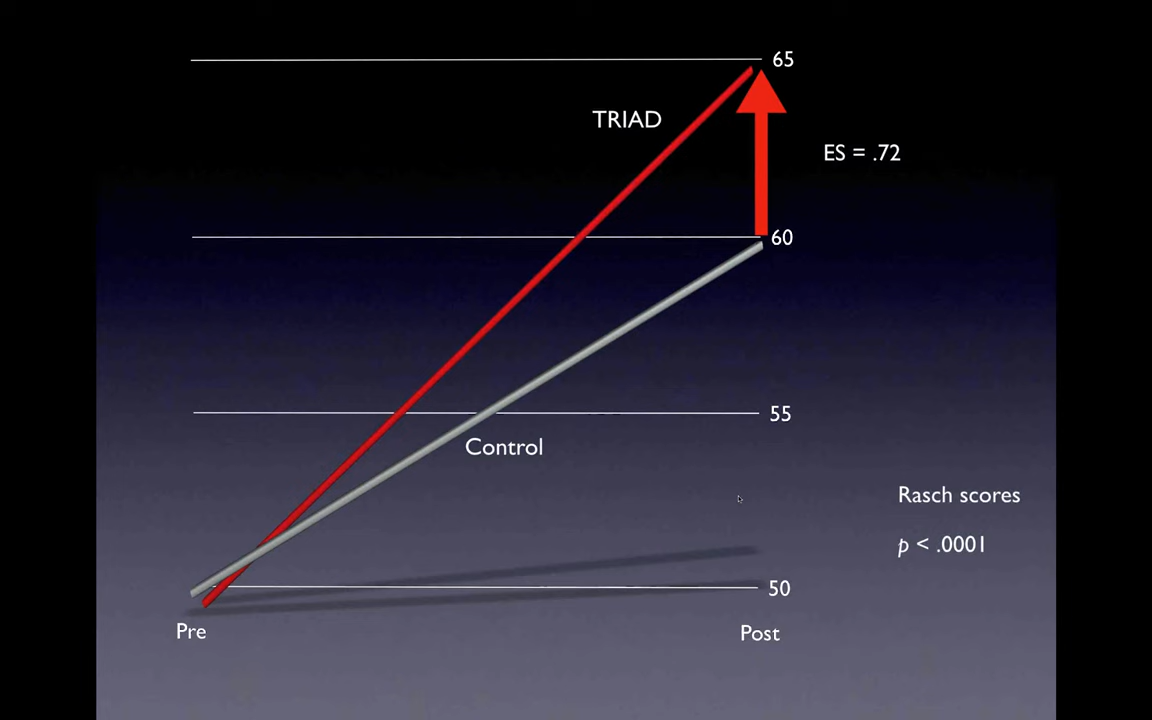 65
TRIAD
ES = .72
60
55
Control
Rasch scores
p < .0001
50
Pre
Post